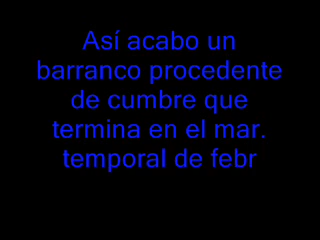 Así acabo un
barranco procedente
de cumbre que
termina en el mar.
temporal de febr